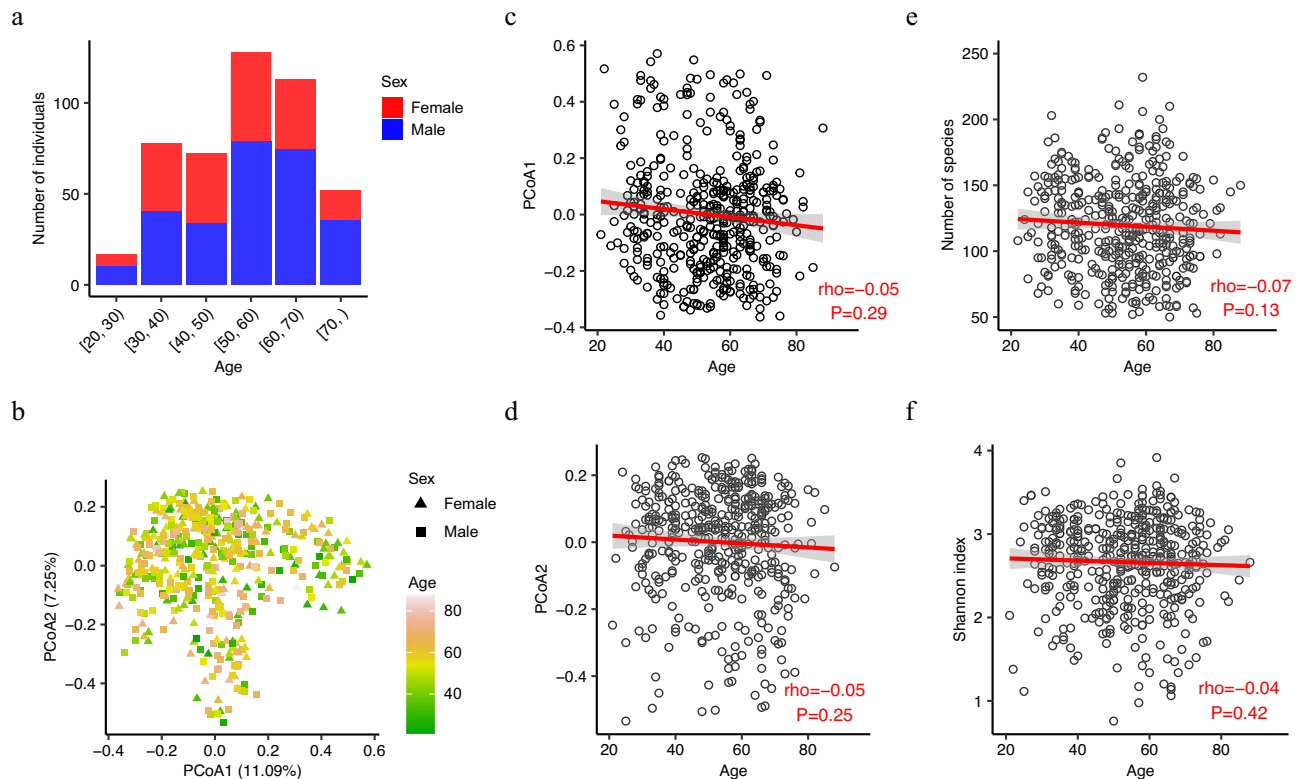 a
Number of individuals
100
50
0
[20, 30)
[30, 40)
[40, 50)
[50, 60)
[60, 70)
[70, )
Age
Sex
Female
Male
b
PCoA2 (7.25%)
0.2
0.0
−0.2
−0.4
−0.4
−0.2
0.0
0.2
0.4
0.6
PCoA1 (11.09%)
Sex
Female
Male
Age
80
60
40
c
PCoA1
0.6
0.4
0.2
0.0
−0.2
−0.4
rho=−0.05
P=0.29
20
40
60
80
Age
d
PCoA2
0.2
0.0
−0.2
−0.4
rho=−0.05
P=0.25
20
40
60
80
Age
e
Number of species
250
200
150
100
50
rho=−0.07
P=0.13
20
40
60
80
Age
f
Shannon index
4
3
2
1
rho=−0.04
P=0.42
20
40
60
80
Age